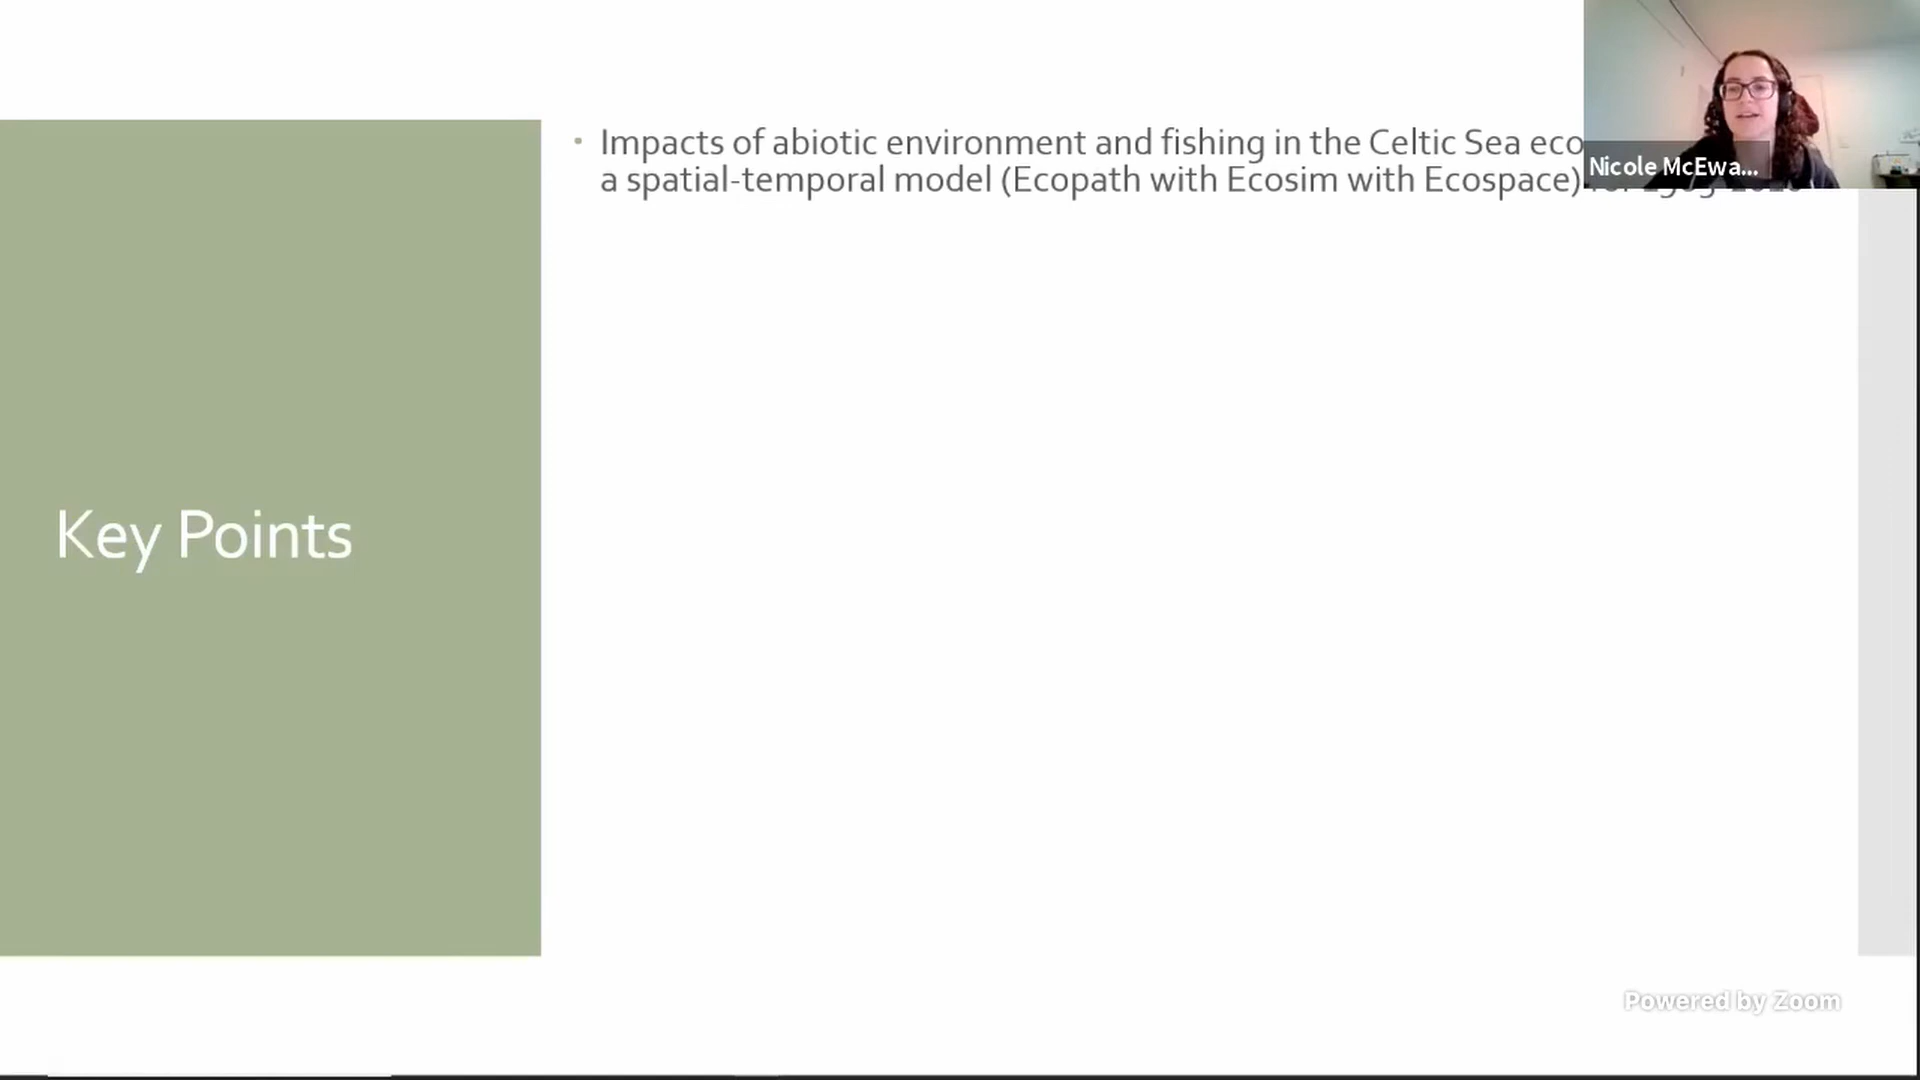 Impacts of abiotic environment and fishing in the Celtic Sea eco
a spatial-temporal model (Ecopath with Ecosim with Ecospace)
Nicole McEwa...
Key Points
Powered by Zoom